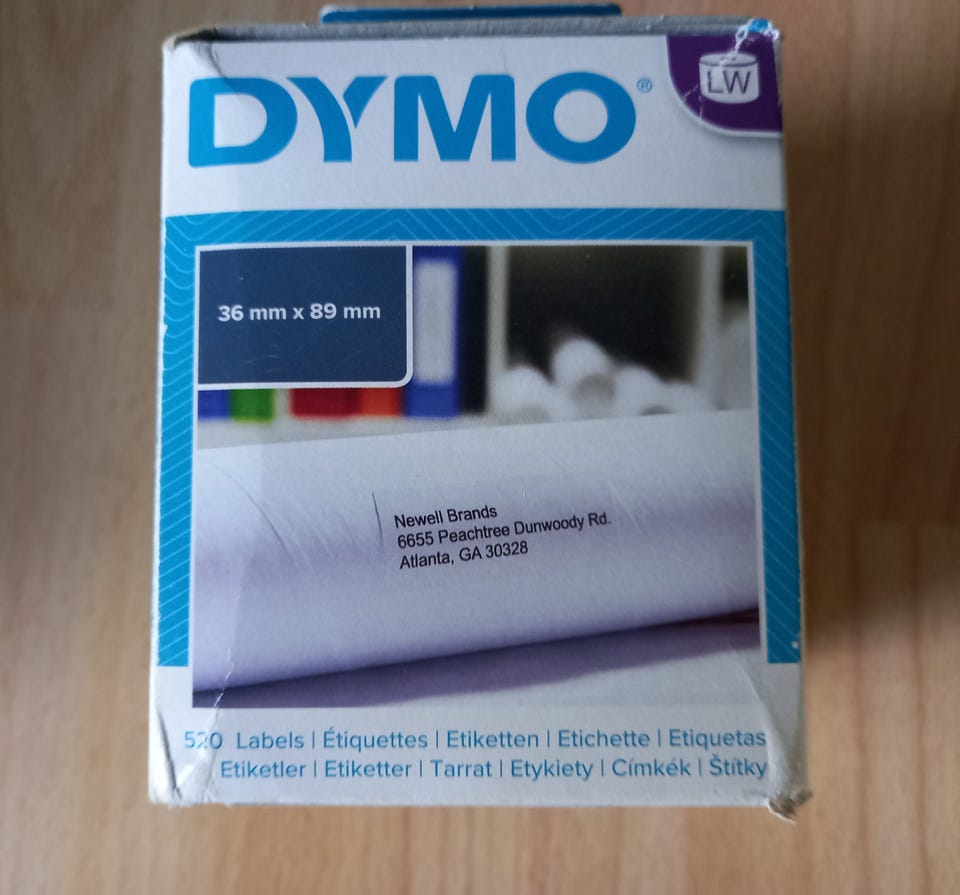 DYMO®
LW
36 mm x 89 mm
Newell Brands
6655 Peachtree Dunwoody Rd.
Atlanta, GA 30328
520 Labels | Étiquettes | Etiketten | Etichette | Etiquetas
Etiketler | Etiketter | Tarrat | Etykiety | Címkék | Štítky